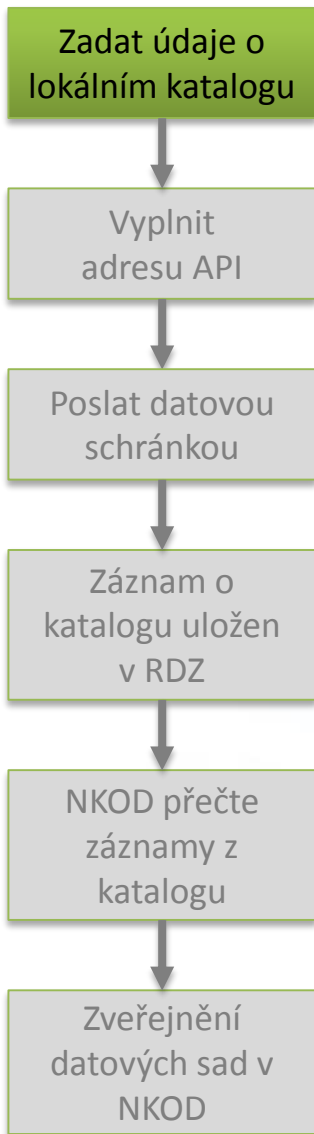 Zadat údaje o
lokálním katalogu
Vyplnit
adresu API
Poslat datovou
schránkou
Záznam o
katalogu uložen
v RDZ
NKOD přečte
záznamy z
katalogu
Zveřejnění
datových sad v
NKOD